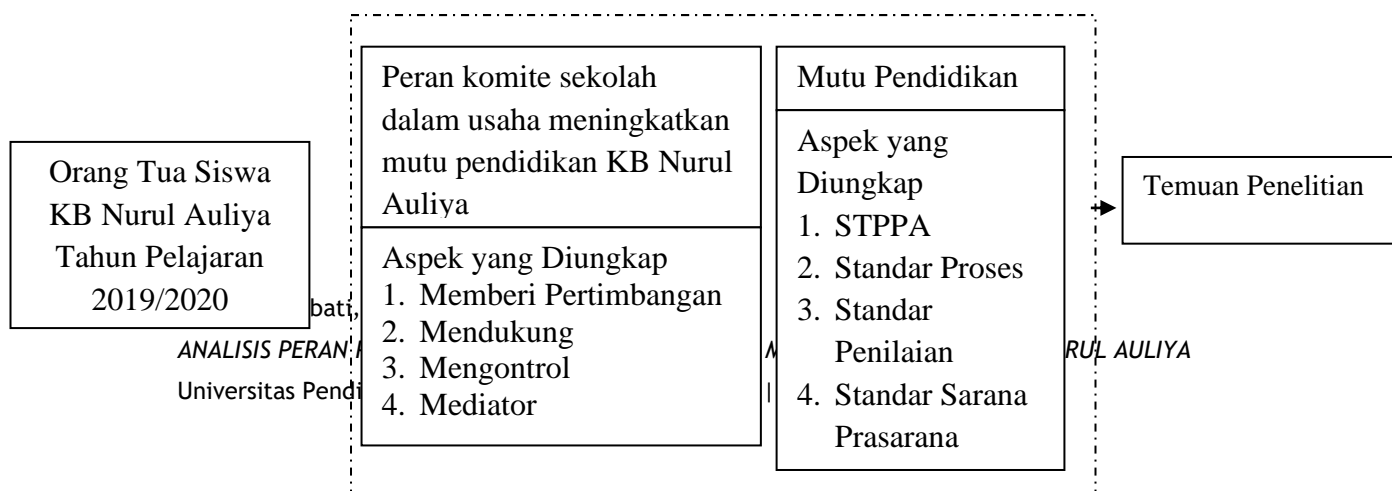 Orang Tua Siswa
KB Nurul Auliya
Tahun Pelajaran
2019/2020
Peran komite sekolah
dalam usaha meningkatkan
mutu pendidikan KB Nurul
Auliya
Aspek yang Diungkap
1. Memberi Pertimbangan
2. Mendukung
3. Mengontrol
4. Mediator
Mutu Pendidikan
Aspek yang
Diungkap
1. STPPA
2. Standar Proses
3. Standar
Penilaian
4. Standar Sarana
Prasarana
Temuan Penelitian
ANALISIS PERAN RUL AULIYA
Universitas |